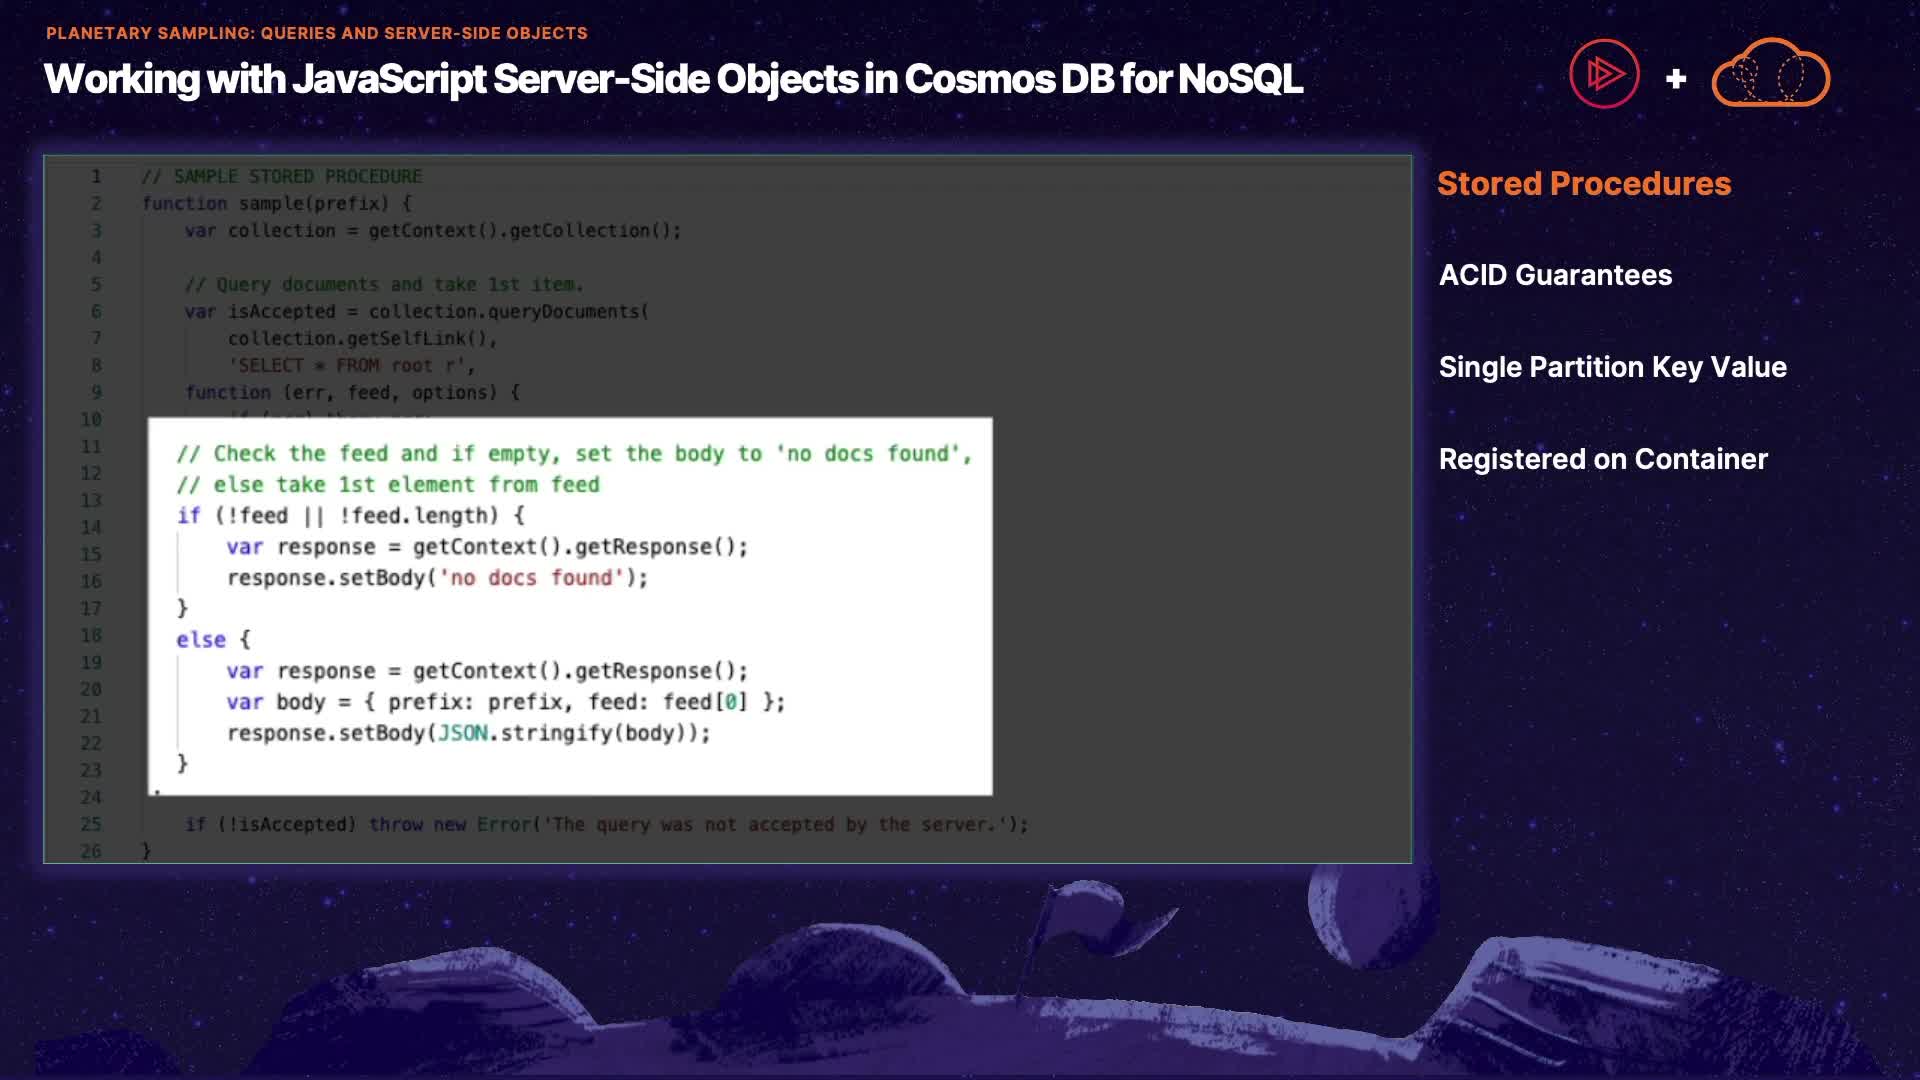 PLANETARY SAMPLING: QUERIES AND SERVER-SIDE OBJECTS
Working with JavaScript Server-Side Objects in Cosmos DB for NoSQL
+
1 // SAMPLE STORED PROCEDURE
2 function sample(prefix) {
3 var collection = getContext().getCollection();
4
5 // Query documents and take 1st item.
6 var isAccepted = collection.queryDocuments(
7 collection.getSelfLink(),
8 'SELECT * FROM root r',
9 function (err, feed, options) {
10
11
12
13
14
15
16
17
18
19
20
21
22
23
24
// Check the feed and if empty, set the body to 'no docs found',
// else take 1st element from feed
if (!feed || !feed.length) {
var response = getContext().getResponse();
response.setBody('no docs found');
}
else {
var response = getContext().getResponse();
var body = { prefix: prefix, feed: feed[0] };
response.setBody(JSON.stringify(body));
}
25 if (!isAccepted) throw new Error('The query was not accepted by the server.');
26 }
Stored Procedures
ACID Guarantees
Single Partition Key Value
Registered on Container